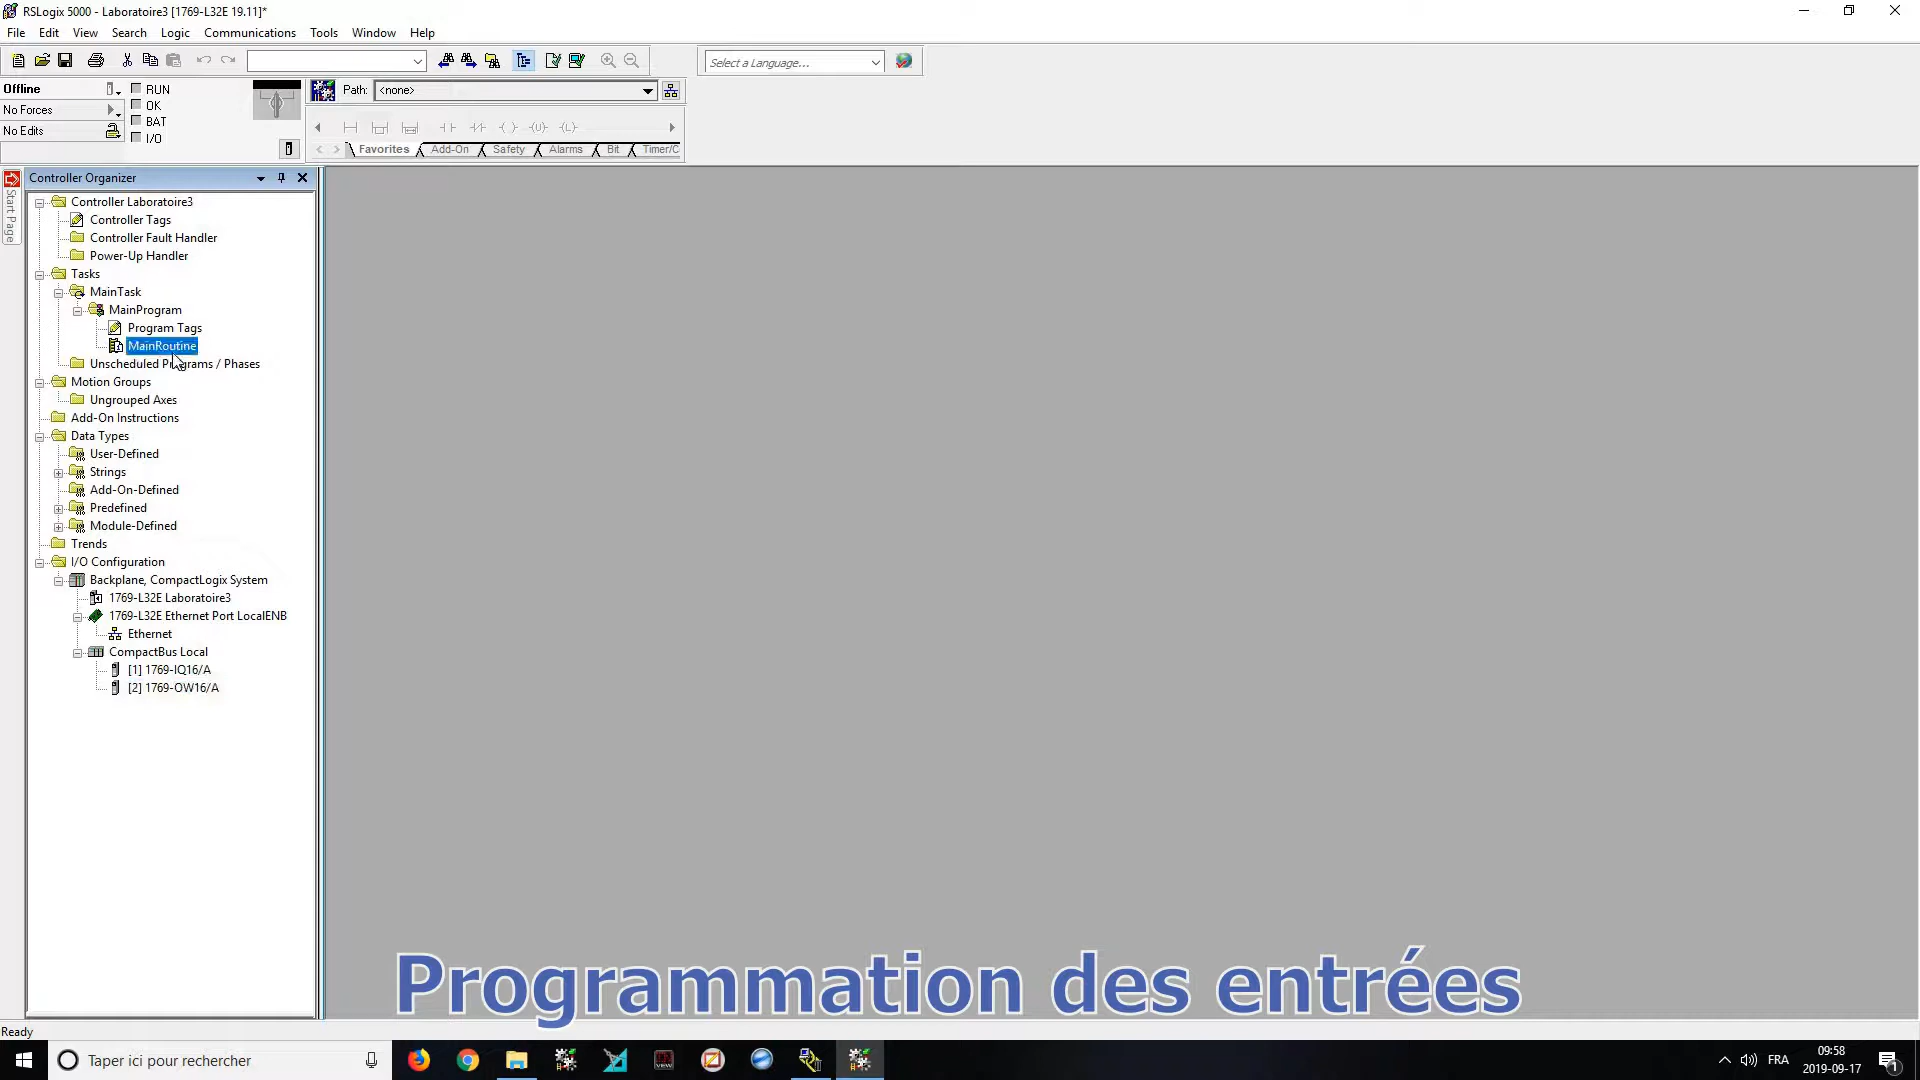 RSLogix 5000 - Laboratoire3 [1769-L32E 19.11]*
File Edit View Search Logic Communications Tools Window Help
Select a Language...
Offline RUN Path: <none>
No Forces OK
No Edits BAT
I/O
Favorites Add-On Safety Alarms Bit Timer/C
Start Page
Controller Organizer
Controller Laboratoire3
Controller Tags
Controller Fault Handler
Power-Up Handler
Tasks
MainTask
MainProgram
Program Tags
MainRoutine
Unscheduled Programs / Phases
Motion Groups
Ungrouped Axes
Add-On Instructions
Data Types
User-Defined
Strings
Add-On-Defined
Predefined
Module-Defined
Trends
I/O Configuration
Backplane, CompactLogix System
1769-L32E Laboratoire3
1769-L32E Ethernet Port LocalENB
Ethernet
CompactBus Local
[1] 1769-IQ16/A
[2] 1769-OW16/A
Programmation des entrées
Ready
Taper ici pour rechercher
FRA
09:58
2019-09-17